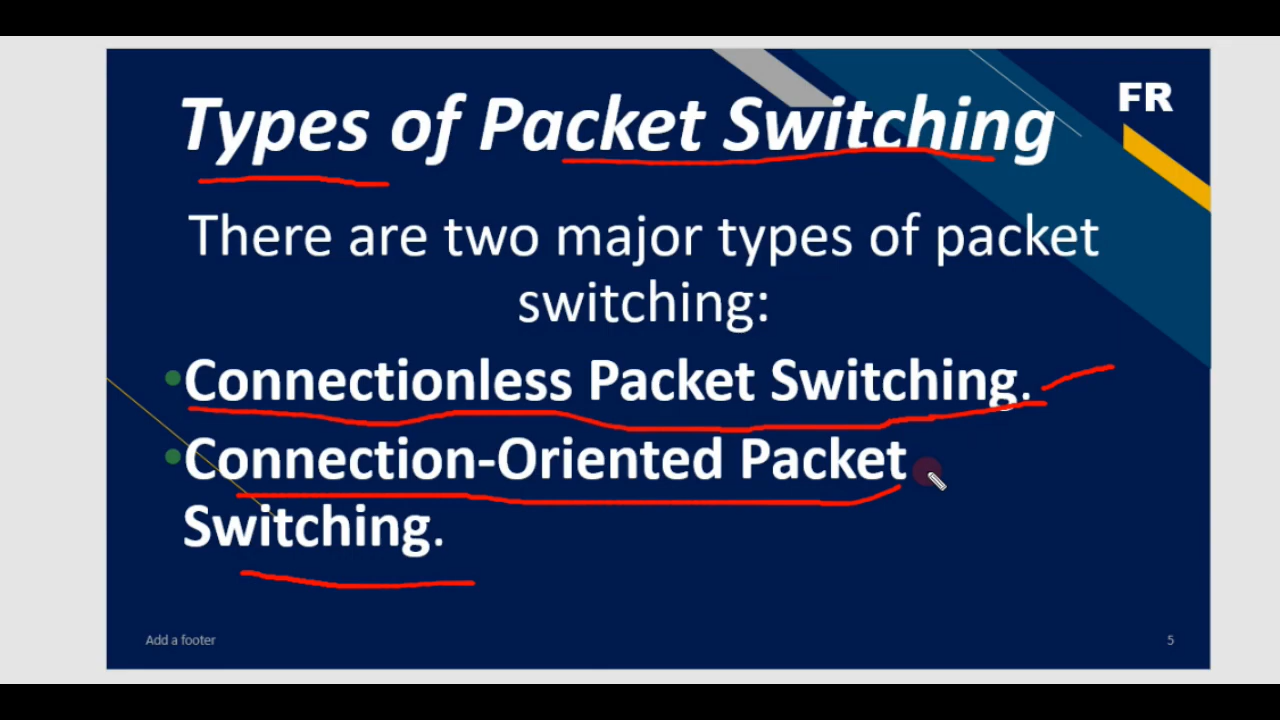 FR
Types of Packet Switching
There are two major types of packet
switching:
•Connectionless Packet Switching.
•Connection-Oriented Packet
Switching.
Add a footer
5